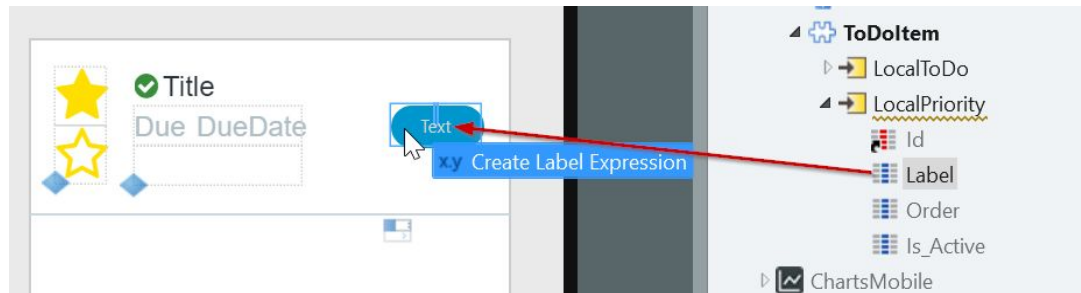 Title
Due DueDate
Text
x.y Create Label Expression
ToDoItem
LocalToDo
LocalPriority
Id
Label
Order
Is_Active
ChartsMobile